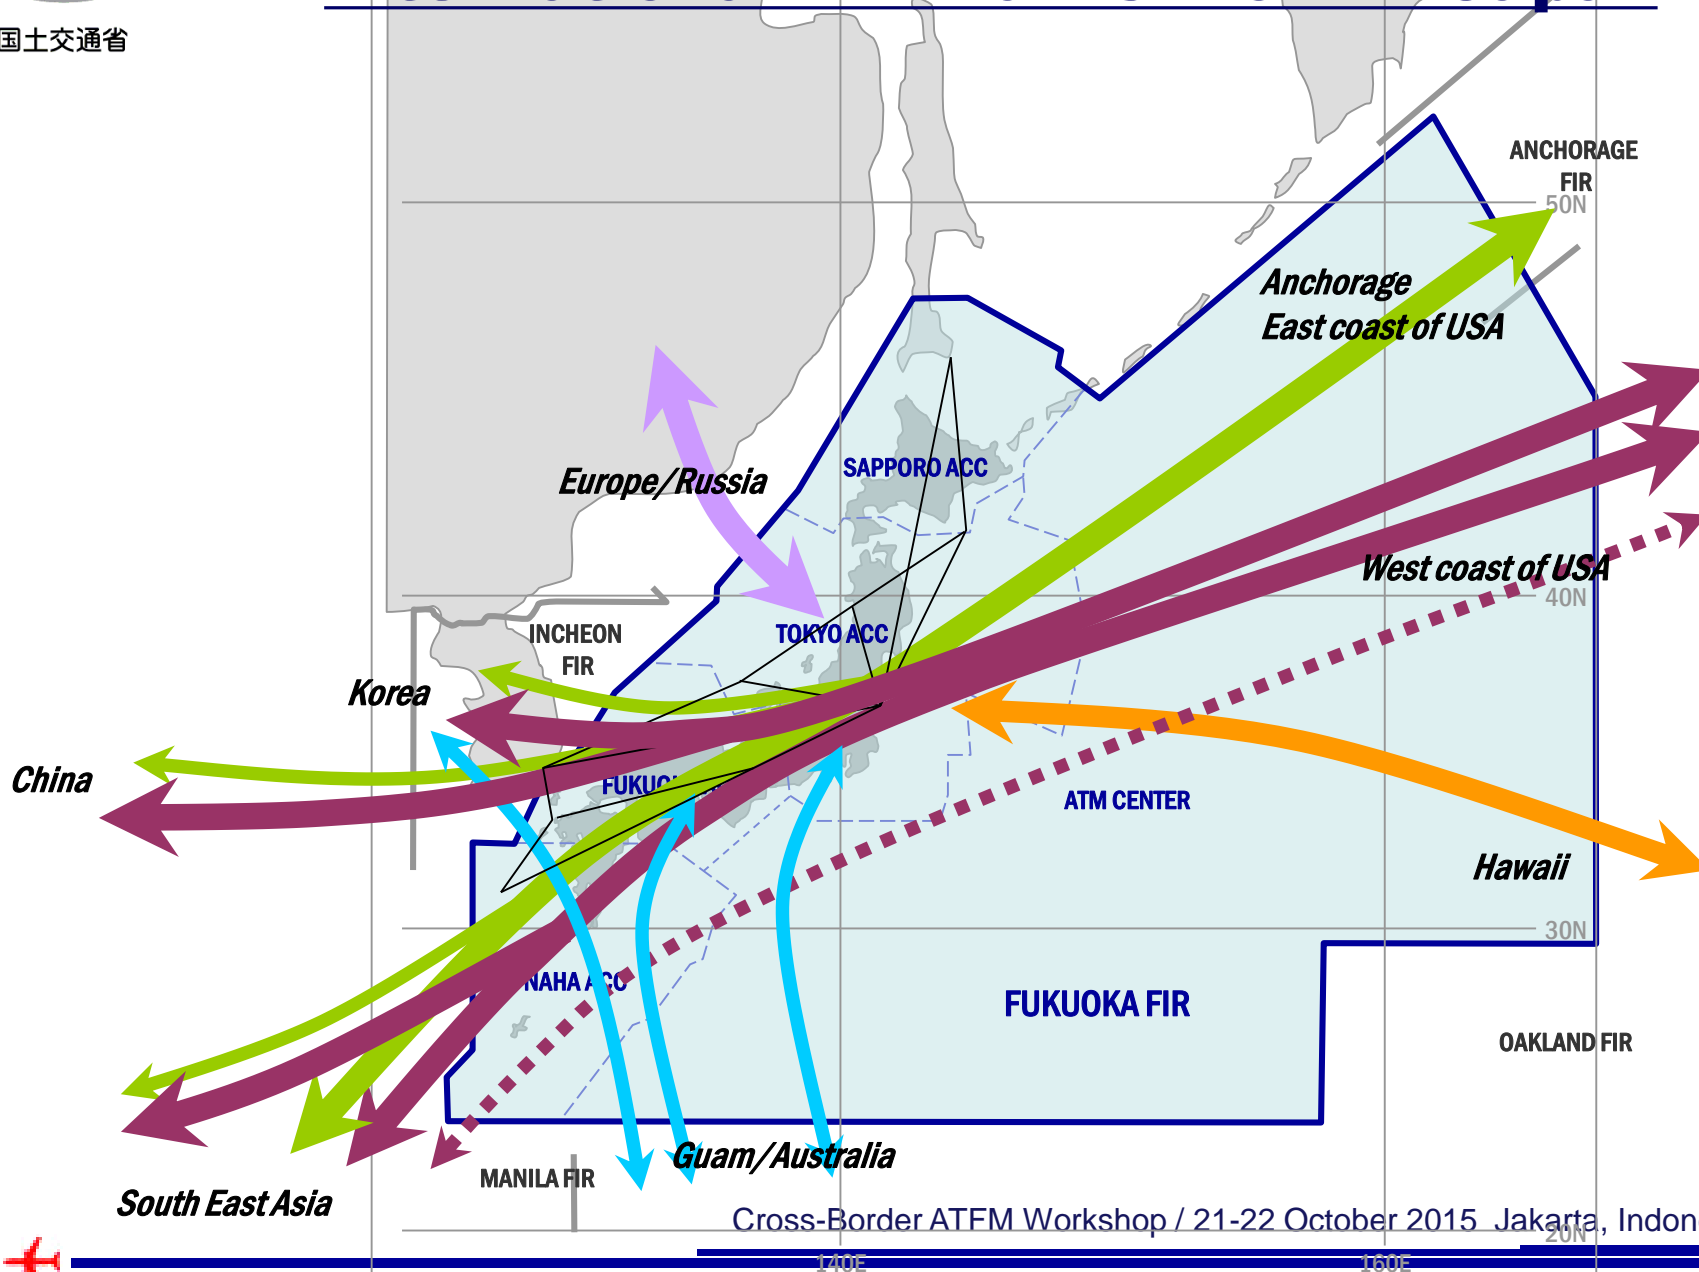 国土交通省
ANCHORAGE
FIR
50N
Anchorage
East coast of USA
SAPPORO ACC
Europe/Russia
West coast of USA
40N
INCHEON
FIR
TOKYO ACC
Korea
China
ATM CENTER
Hawaii
30N
NAHA ACC
FUKUOKA FIR
OAKLAND FIR
Guam/Australia
MANILA FIR
South East Asia
Cross-Border ATFM Workshop / 21-22 October 2015 Jakarta, Indon
20N
140E
160E